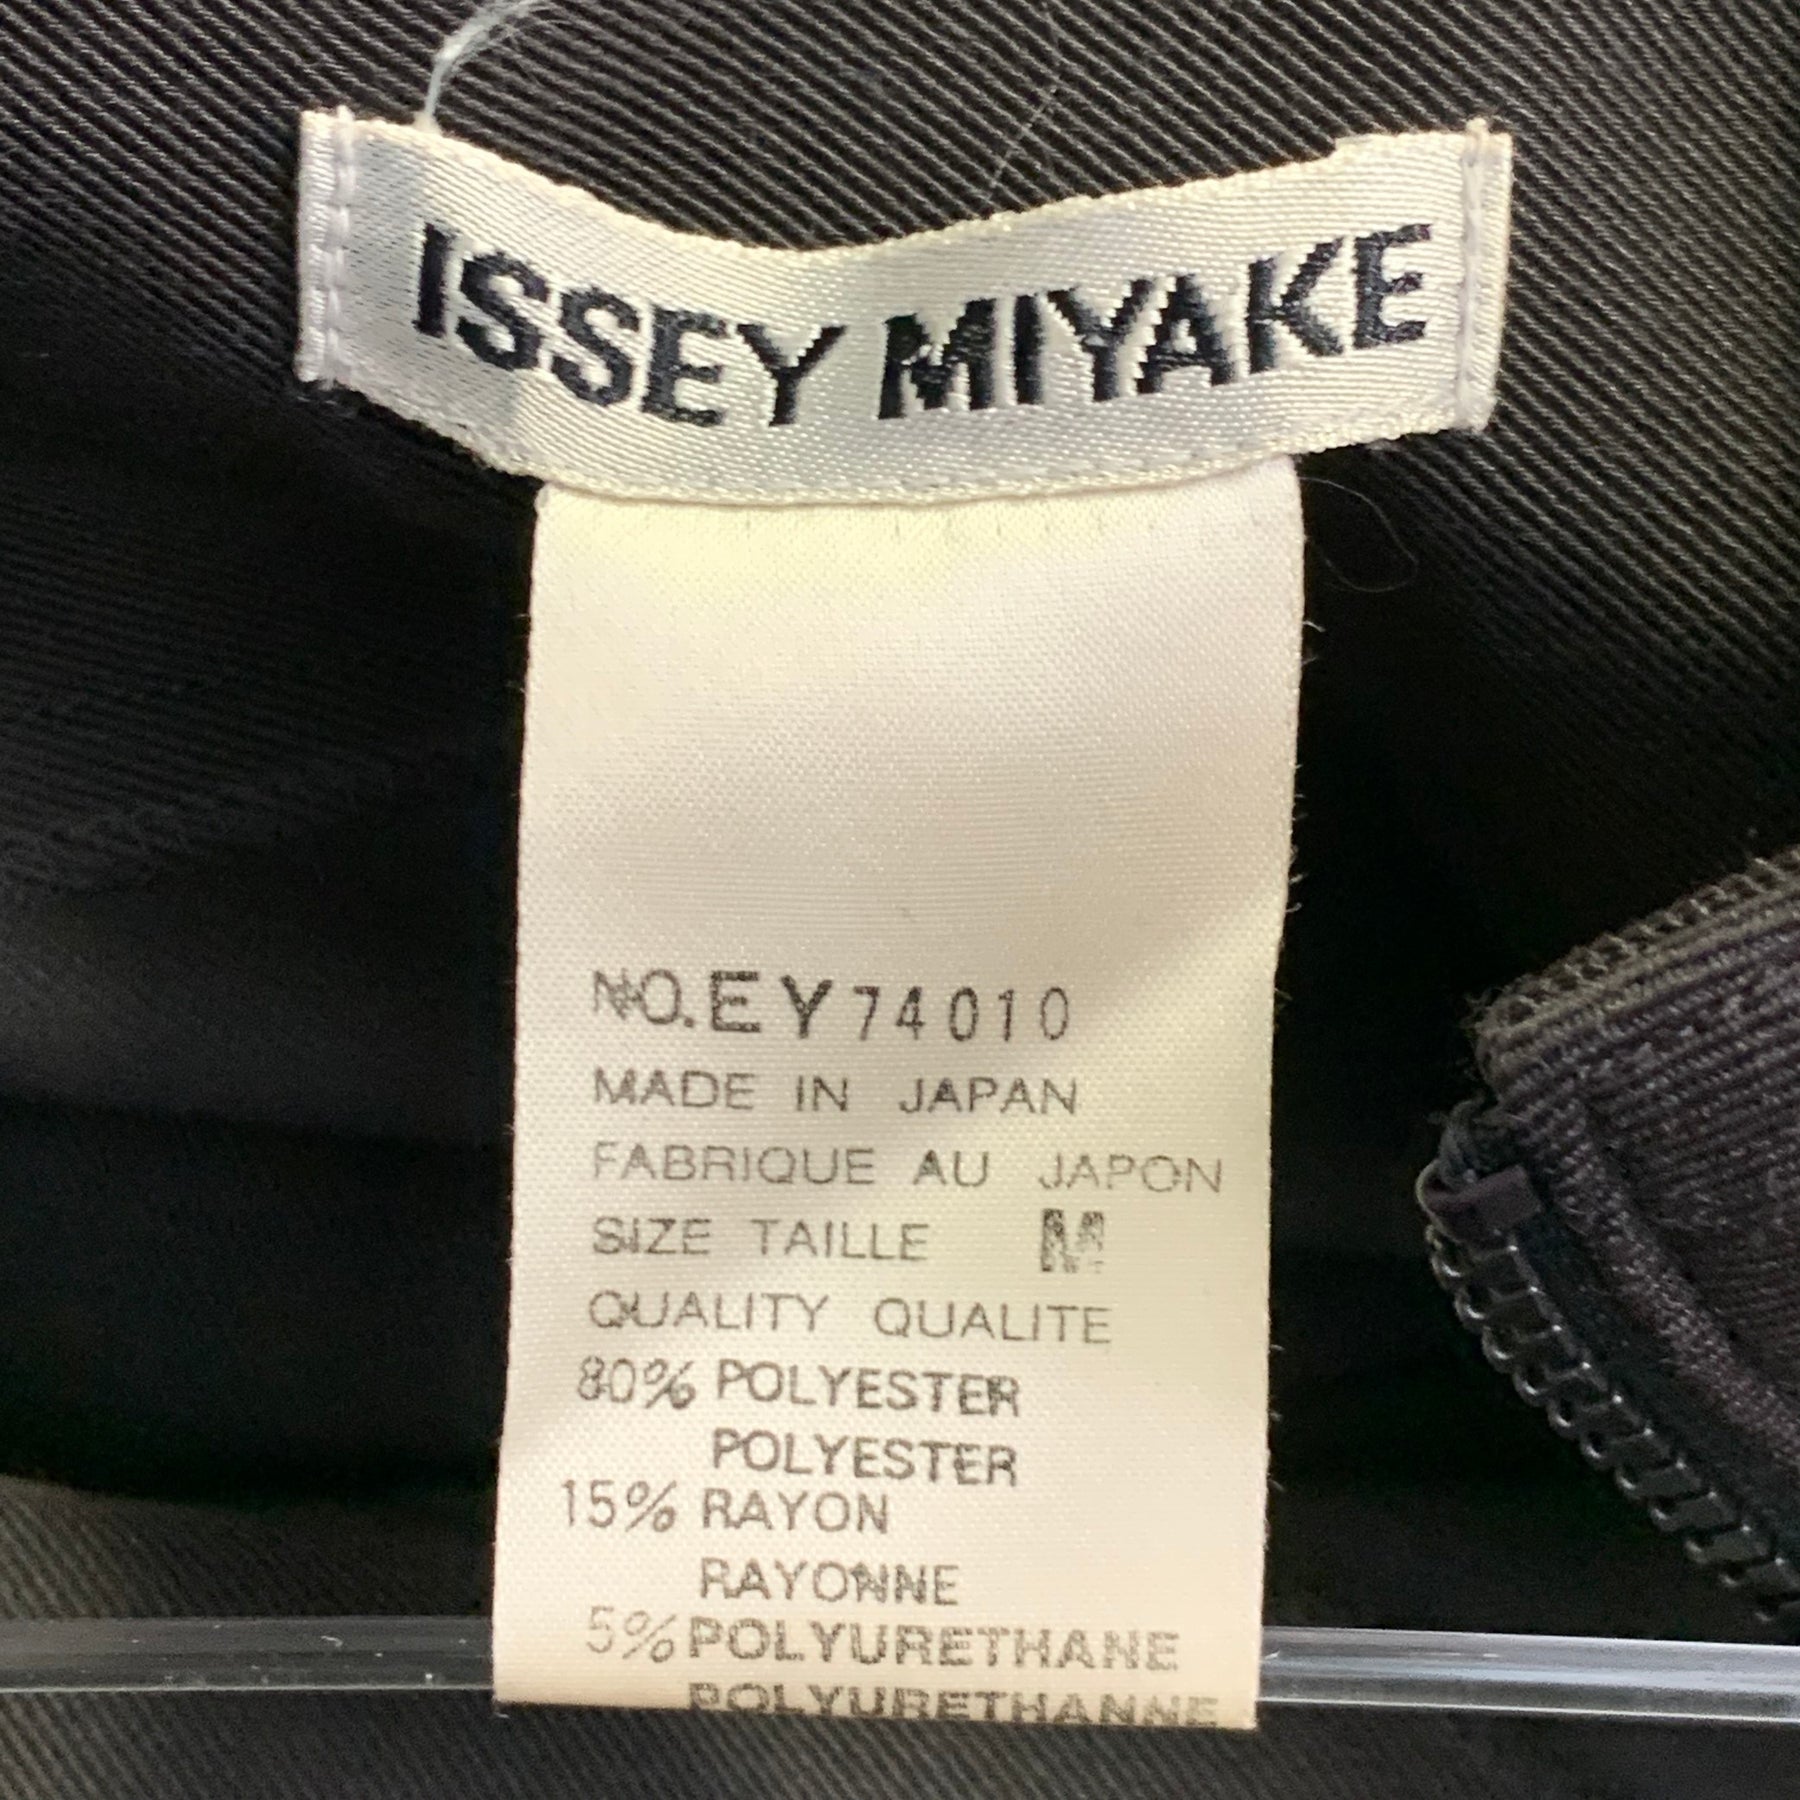 ISSEY MIYAKE
NO.EY74010
MADE IN JAPAN
FABRIQUE AU JAPON
SIZE TAILLE M
QUALITY QUALITE
80% POLYESTER
POLYESTER
15% RAYON
RAYONNE
5% POLYURETHANE
POLYURETHANNE